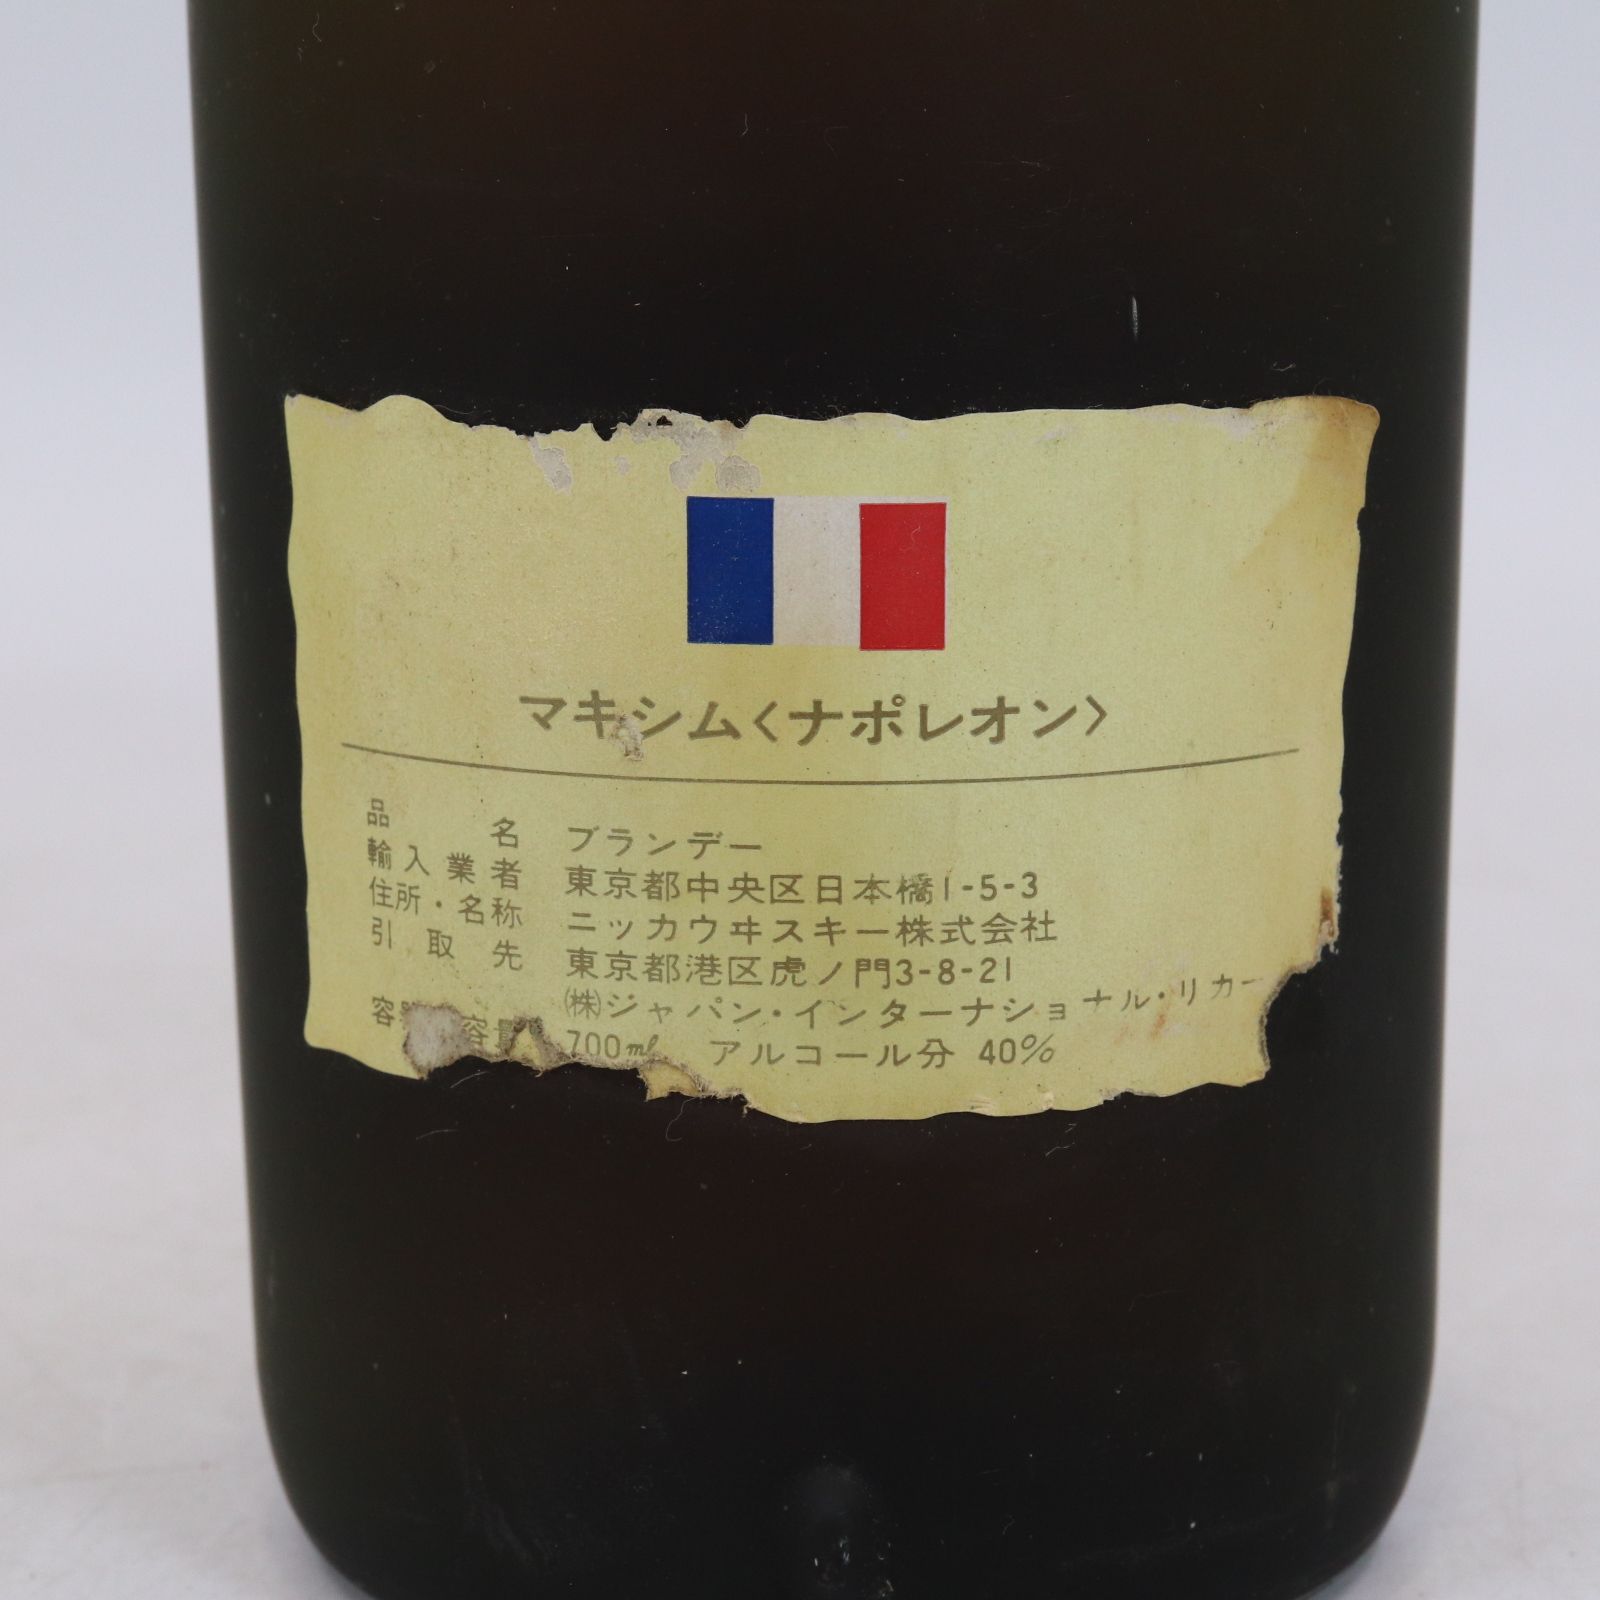 マキシム〈ナポレオン〉
品名 ブランデー
輸入業者 東京都中央区日本橋1-5-3
住所・名称 ニッカウヰスキー株式会社
引取先 東京都港区虎ノ門3-8-21
㈱ジャパン・インターナショナル・リカー
容器容量 700㎖ アルコール分 40%